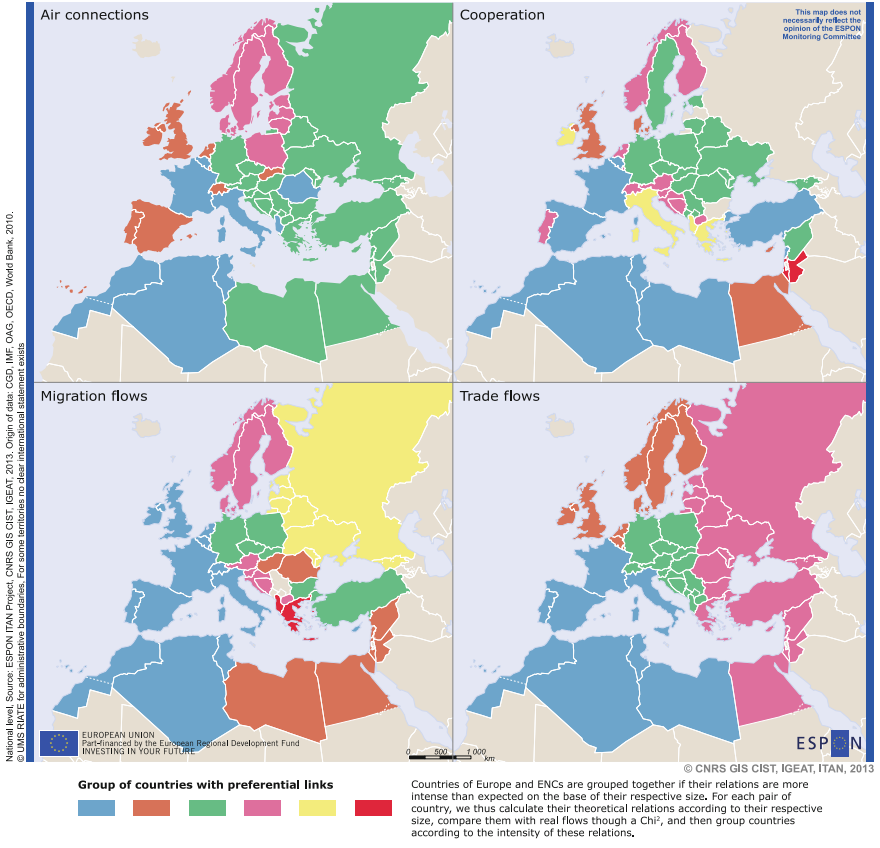 Air connections
Cooperation
This map does not
necessarily reflect the
opinion of the ESPON
Monitoring Committee
National level, Source: ESPON ITAN Project, CNRS GIS CIST, IGEAT, 2013. Origin of data: CGD, IMF, OAG, OECD, World Bank, 2010.
© UMS RIATE for administrative boundaries. For some territories no clear international statement exists
Migration flows
Trade flows
EUROPEAN UNION
Part-financed by the European Regional Development Fund
INVESTING IN YOUR FUTURE
0 500 1 000
km
ESPON
© CNRS GIS CIST, IGEAT, ITAN, 2013
Group of countries with preferential links
Countries of Europe and ENCs are grouped together if their relations are more
intense than expected on the base of their respective size. For each pair of
country, we thus calculate their theoretical relations according to their respective
size, compare them with real flows though a Chi², and then group countries
according to the intensity of these relations.